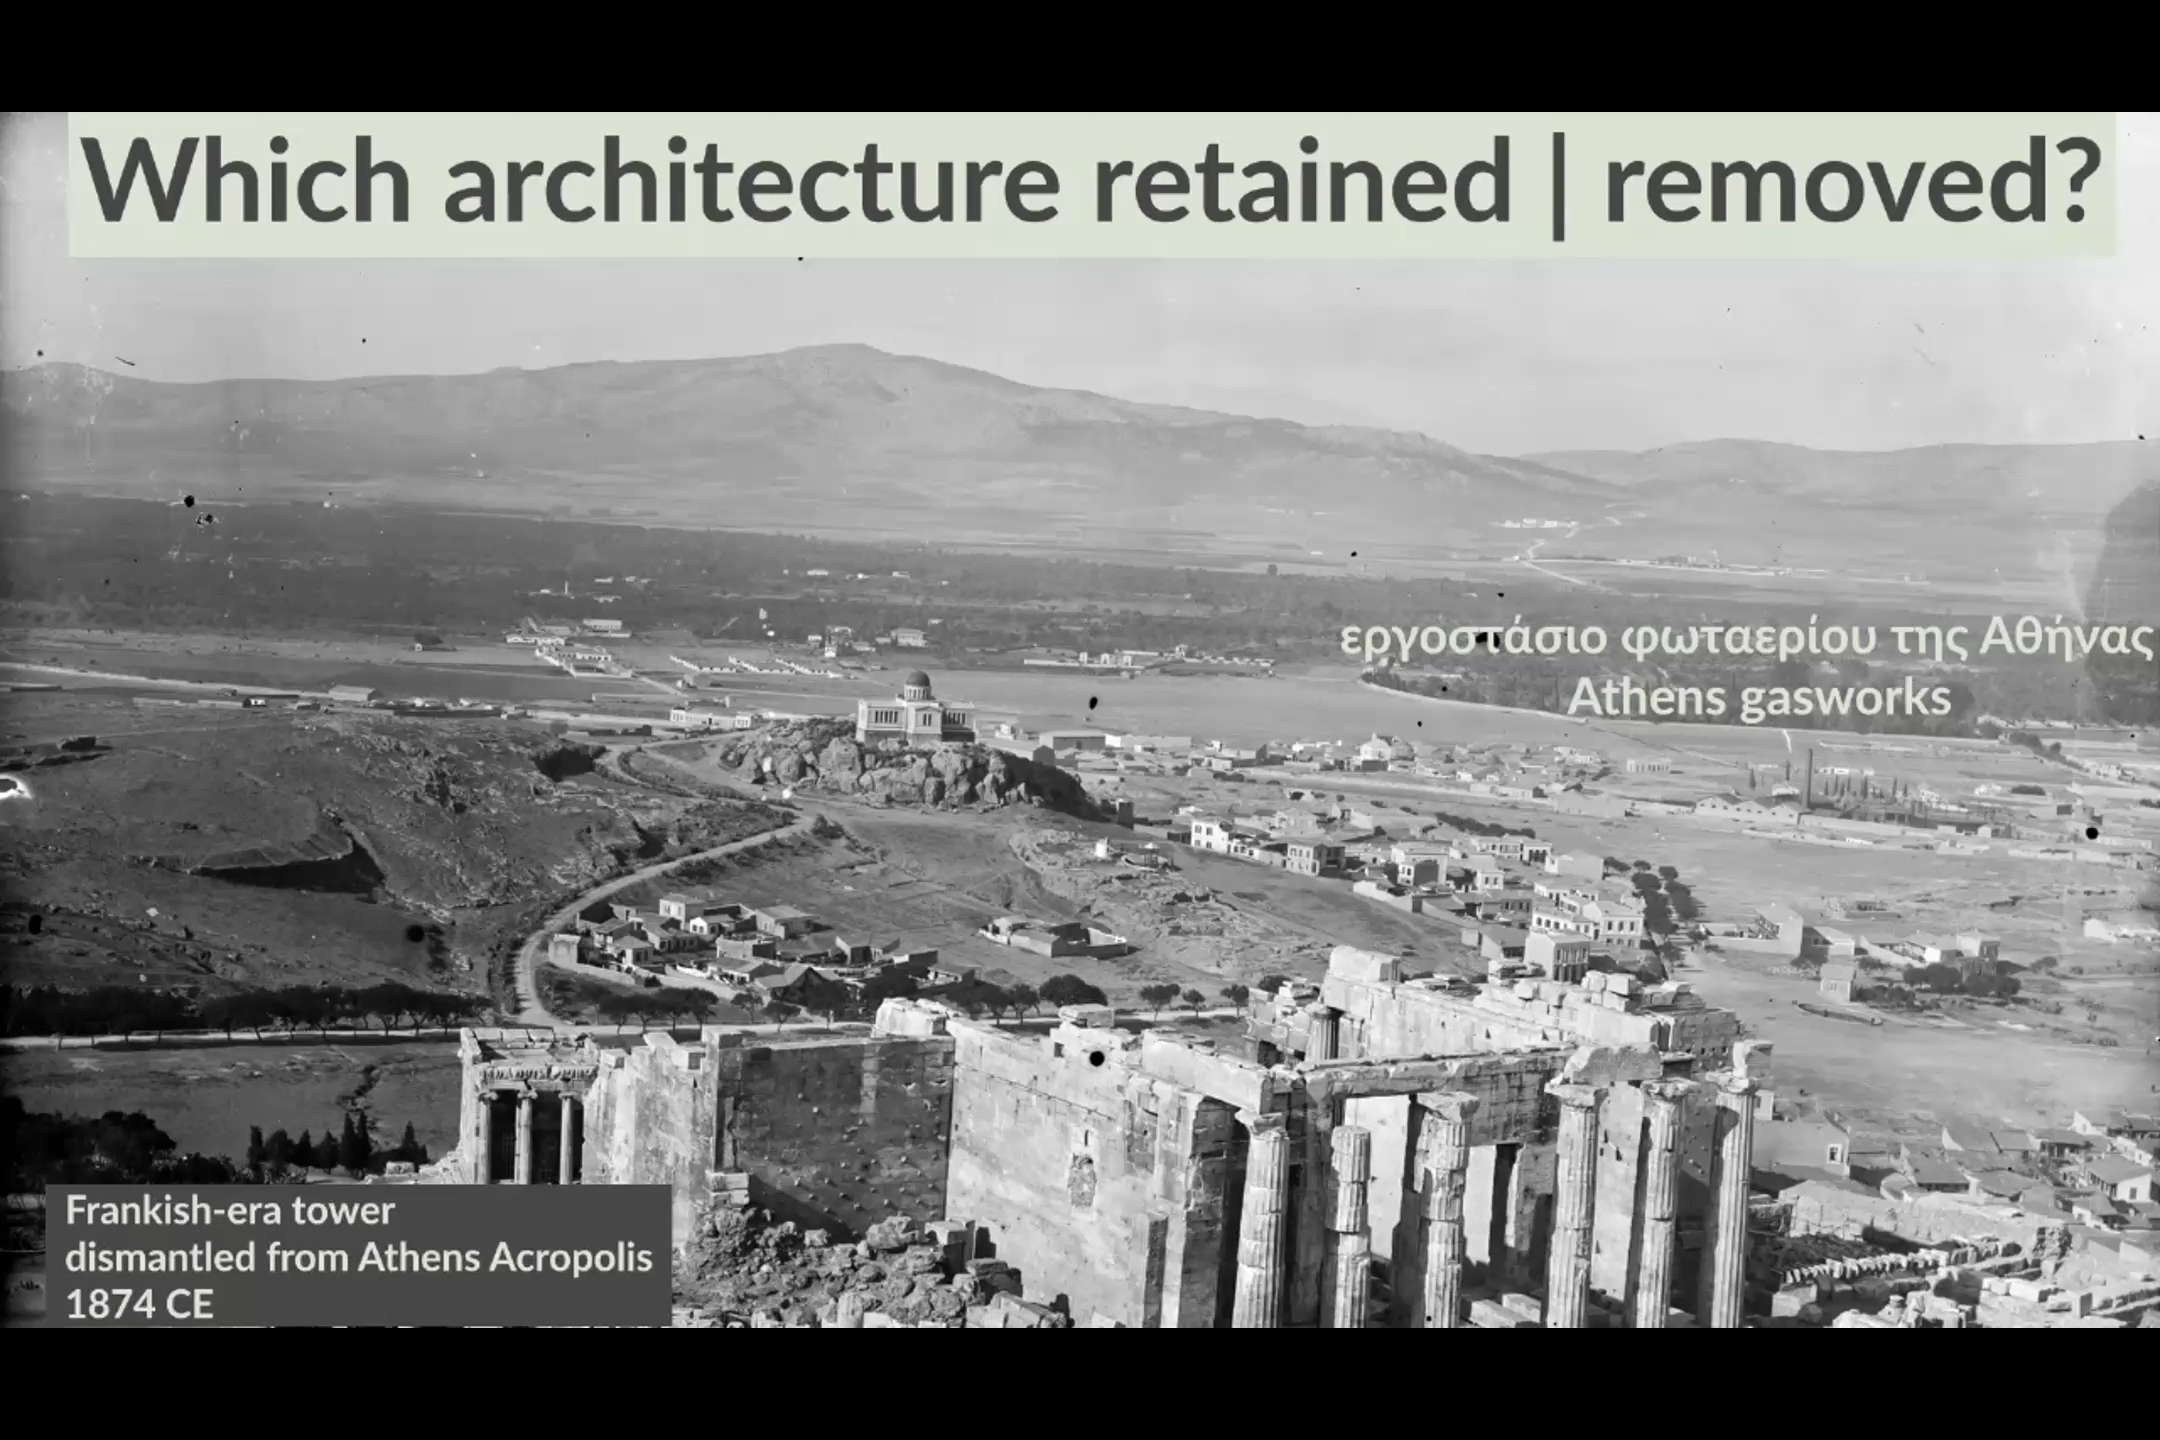 Which architecture retained | removed?
εργοστάσιο φωταερίου της Αθήνας
Athens gasworks
Frankish-era tower
dismantled from Athens Acropolis
1874 CE